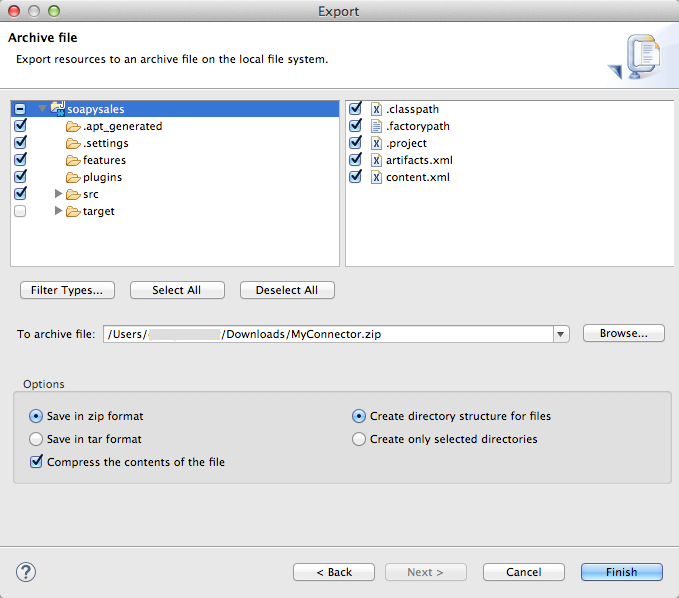 Export
Archive file
Export resources to an archive file on the local file system.
soapysales
.apt_generated
.settings
features
plugins
src
target
.classpath
.factorypath
.project
artifacts.xml
content.xml
Filter Types...
Select All
Deselect All
To archive file:
/Users/
/Downloads/MyConnector.zip
Browse...
Options
Save in zip format
Create directory structure for files
Save in tar format
Create only selected directories
Compress the contents of the file
?
< Back
Next >
Cancel
Finish